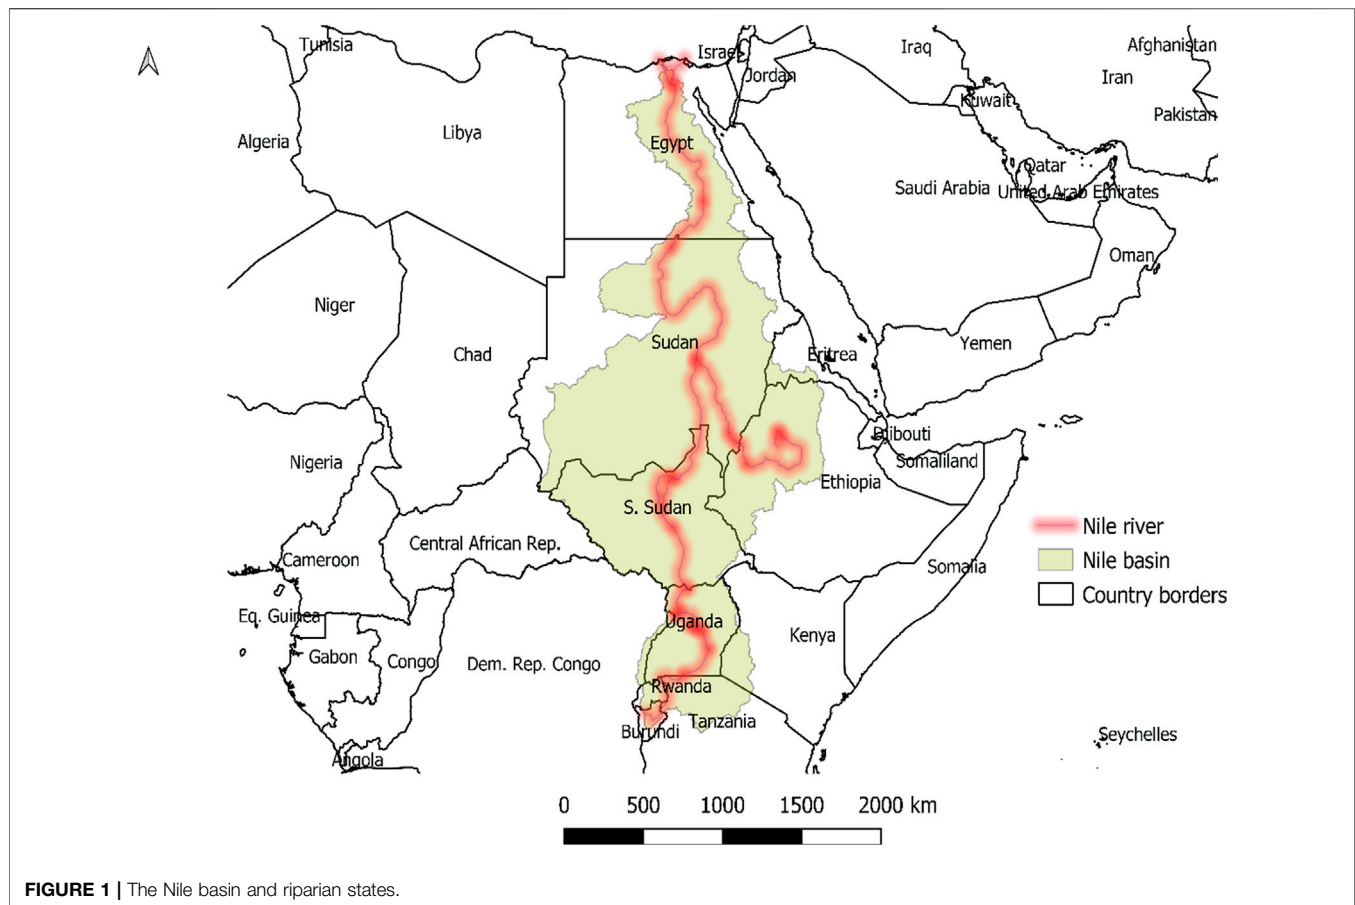 Tunisia
Israel
Iraq
Afghanistan
Jordan
Iran
Kuwait
Pakistan
Algeria
Libya
Egypt
Qatar
Saudi Arabia
United Arab Emirates
Oman
Niger
Chad
Sudan
Eritrea
Yemen
Nigeria
Djibouti
Somaliland
Ethiopia
S. Sudan
Central African Rep.
Cameroon
Somalia
Nile river
Nile basin
Country borders
Eq. Guinea
Uganda
Kenya
Gabon
Congo
Dem. Rep. Congo
Rwanda
Tanzania
Burundi
Seychelles
Angola
0 500 1000 1500 2000 km
FIGURE 1 | The Nile basin and riparian states.